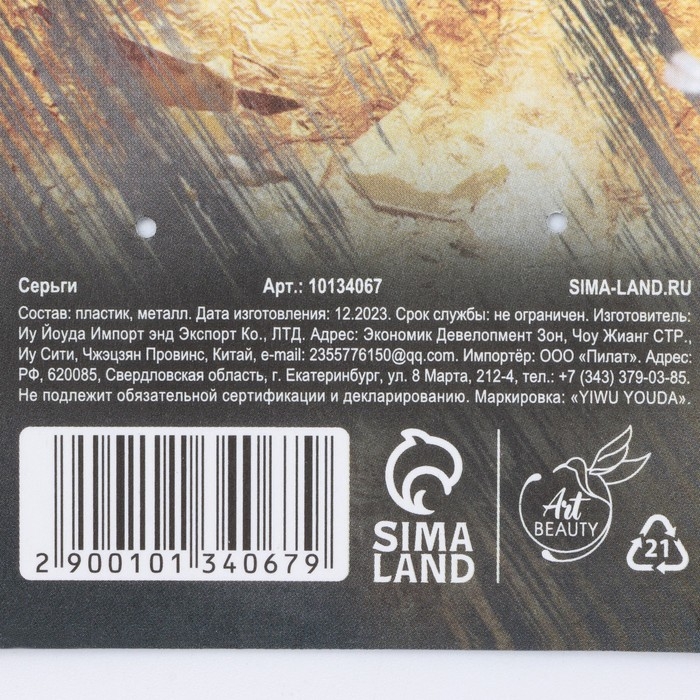 Серьги Арт.: 10134067 SIMA-LAND.RU
Состав: пластик, металл. Дата изготовления: 12.2023. Срок службы: не ограничен. Изготовитель:
Иу Йоуда Импорт энд Экспорт Ко., ЛТД. Адрес: Экономик Девелопмент Зон, Чоу Жианг СТР.,
Иу Сити, Чжэцзян Провинс, Китай, e-mail: 2355776150@qq.com. Импортёр: ООО «Пилат». Адрес:
РФ, 620085, Свердловская область, г. Екатеринбург, ул. 8 Марта, 212-4, тел.: +7 (343) 379-03-85.
Не подлежит обязательной сертификации и декларированию. Маркировка: «YIWU YOUDA».
2 900101 340679
SIMA
LAND
Art
BEAUTY
21